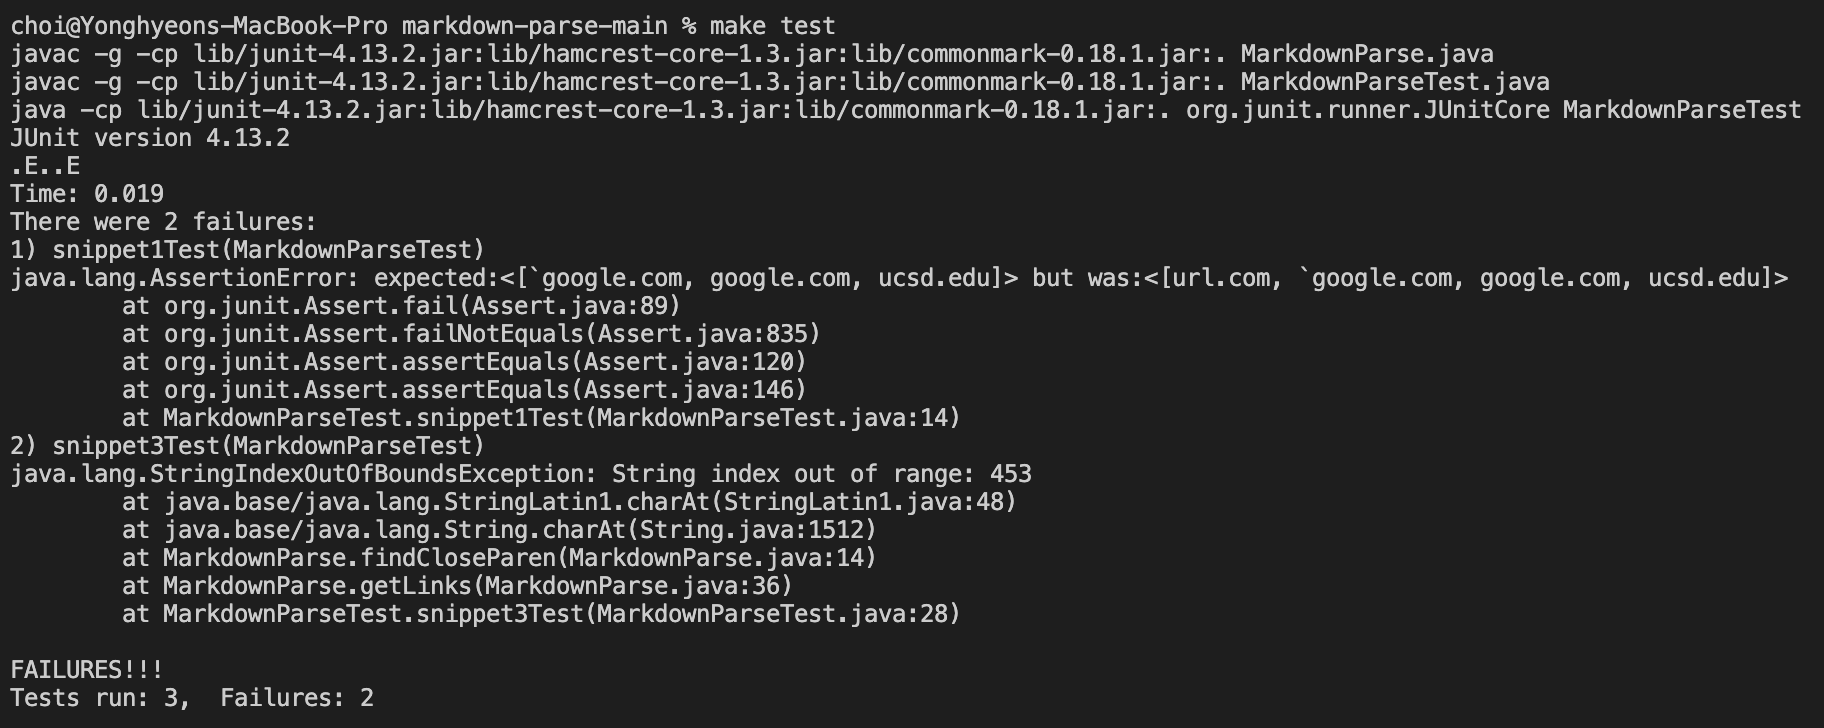 choi@Yonghyeons-MacBook-Pro markdown-parse-main % make test
javac -g -cp lib/junit-4.13.2.jar:lib/hamcrest-core-1.3.jar:lib/commonmark-0.18.1.jar:. MarkdownParse.java
javac -g -cp lib/junit-4.13.2.jar:lib/hamcrest-core-1.3.jar:lib/commonmark-0.18.1.jar:. MarkdownParseTest.java
java -cp lib/junit-4.13.2.jar:lib/hamcrest-core-1.3.jar:lib/commonmark-0.18.1.jar:. org.junit.runner.JUnitCore MarkdownParseTest
JUnit version 4.13.2
.E..E
Time: 0.019
There were 2 failures:
1) snippet1Test(MarkdownParseTest)
java.lang.AssertionError: expected:<[`google.com, google.com, ucsd.edu]> but was:<[url.com, `google.com, google.com, ucsd.edu]>
        at org.junit.Assert.fail(Assert.java:89)
        at org.junit.Assert.failNotEquals(Assert.java:835)
        at org.junit.Assert.assertEquals(Assert.java:120)
        at org.junit.Assert.assertEquals(Assert.java:146)
        at MarkdownParseTest.snippet1Test(MarkdownParseTest.java:14)
2) snippet3Test(MarkdownParseTest)
java.lang.StringIndexOutOfBoundsException: String index out of range: 453
        at java.base/java.lang.StringLatin1.charAt(StringLatin1.java:48)
        at java.base/java.lang.String.charAt(String.java:1512)
        at MarkdownParse.findCloseParen(MarkdownParse.java:14)
        at MarkdownParse.getLinks(MarkdownParse.java:36)
        at MarkdownParseTest.snippet3Test(MarkdownParseTest.java:28)

FAILURES!!!
Tests run: 3,  Failures: 2